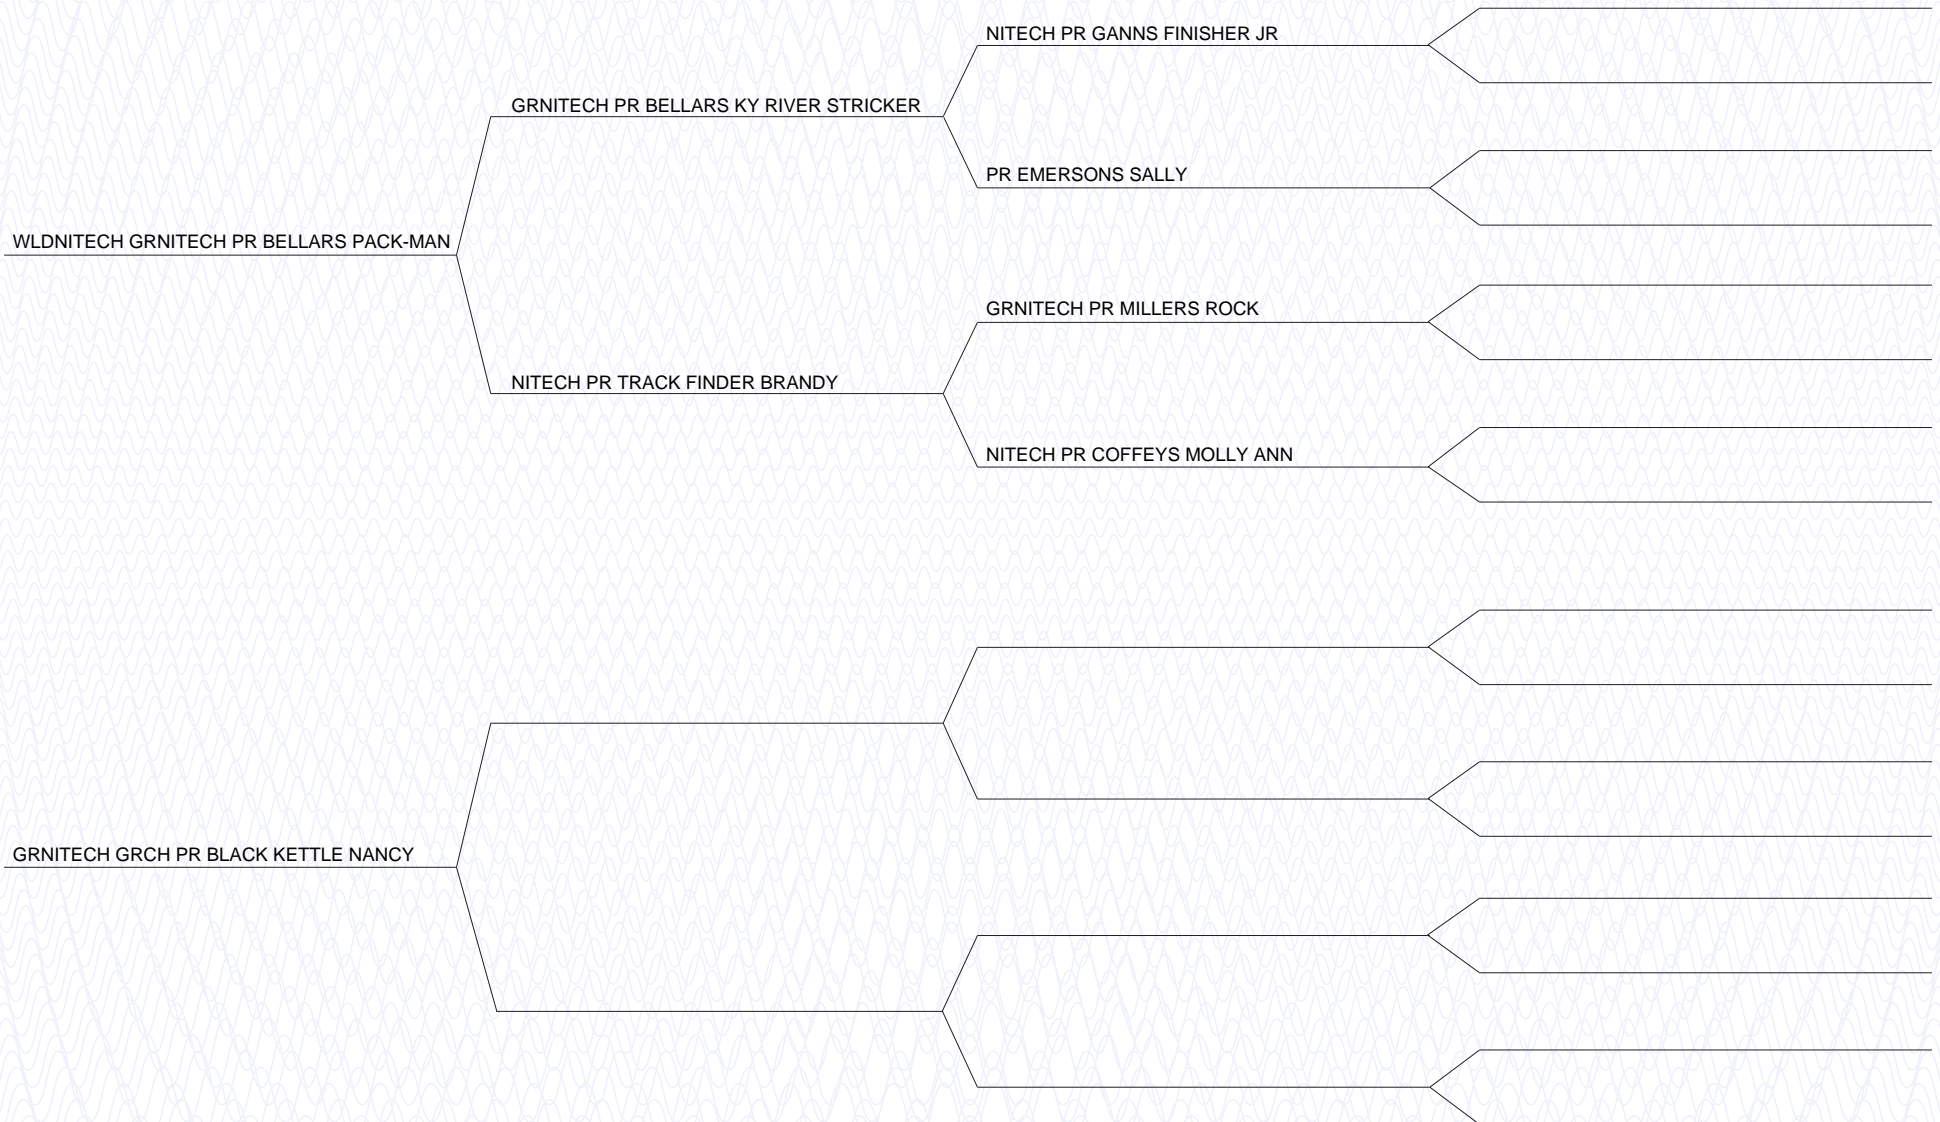 NITECH PR GANNS FINISHER JR
GRNITECH PR BELLARS KY RIVER STRICKER
PR EMERSONS SALLY
WLDNITECH GRNITECH PR BELLARS PACK-MAN
GRNITECH PR MILLERS ROCK
NITECH PR TRACK FINDER BRANDY
NITECH PR COFFEYS MOLLY ANN
GRNITECH GRCH PR BLACK KETTLE NANCY